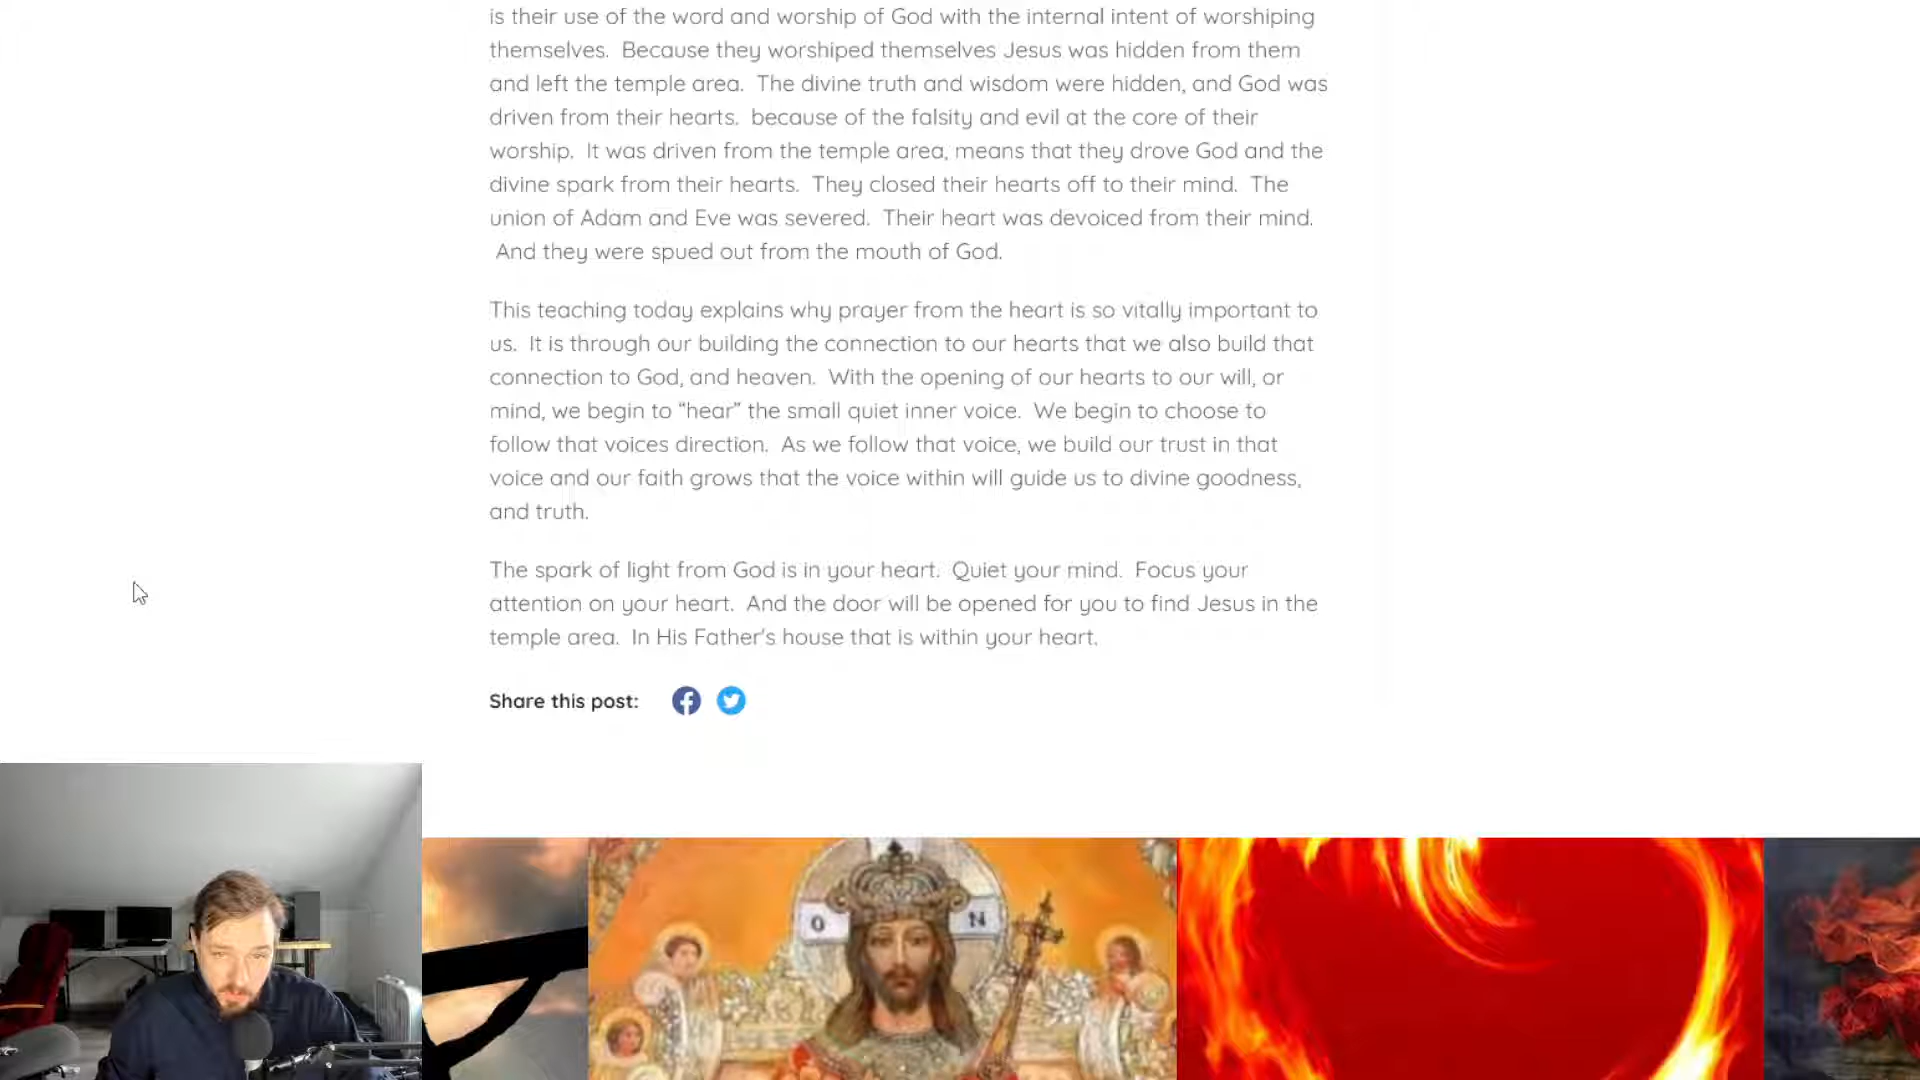 is their use of the word and worship of God with the internal intent of worshiping
themselves.  Because they worshiped themselves Jesus was hidden from them
and left the temple area.  The divine truth and wisdom were hidden, and God was
driven from their hearts.  because of the falsity and evil at the core of their
worship.  It was driven from the temple area, means that they drove God and the
divine spark from their hearts.  They closed their hearts off to their mind.  The
union of Adam and Eve was severed.  Their heart was devoiced from their mind.
And they were spued out from the mouth of God.
This teaching today explains why prayer from the heart is so vitally important to
us.  It is through our building the connection to our hearts that we also build that
connection to God, and heaven.  With the opening of our hearts to our will, or
mind, we begin to “hear” the small quiet inner voice.  We begin to choose to
follow that voices direction.  As we follow that voice, we build our trust in that
voice and our faith grows that the voice within will guide us to divine goodness,
and truth.
The spark of light from God is in your heart.  Quiet your mind.  Focus your
attention on your heart.  And the door will be opened for you to find Jesus in the
temple area.  In His Father's house that is within your heart.
Share this post:
O N